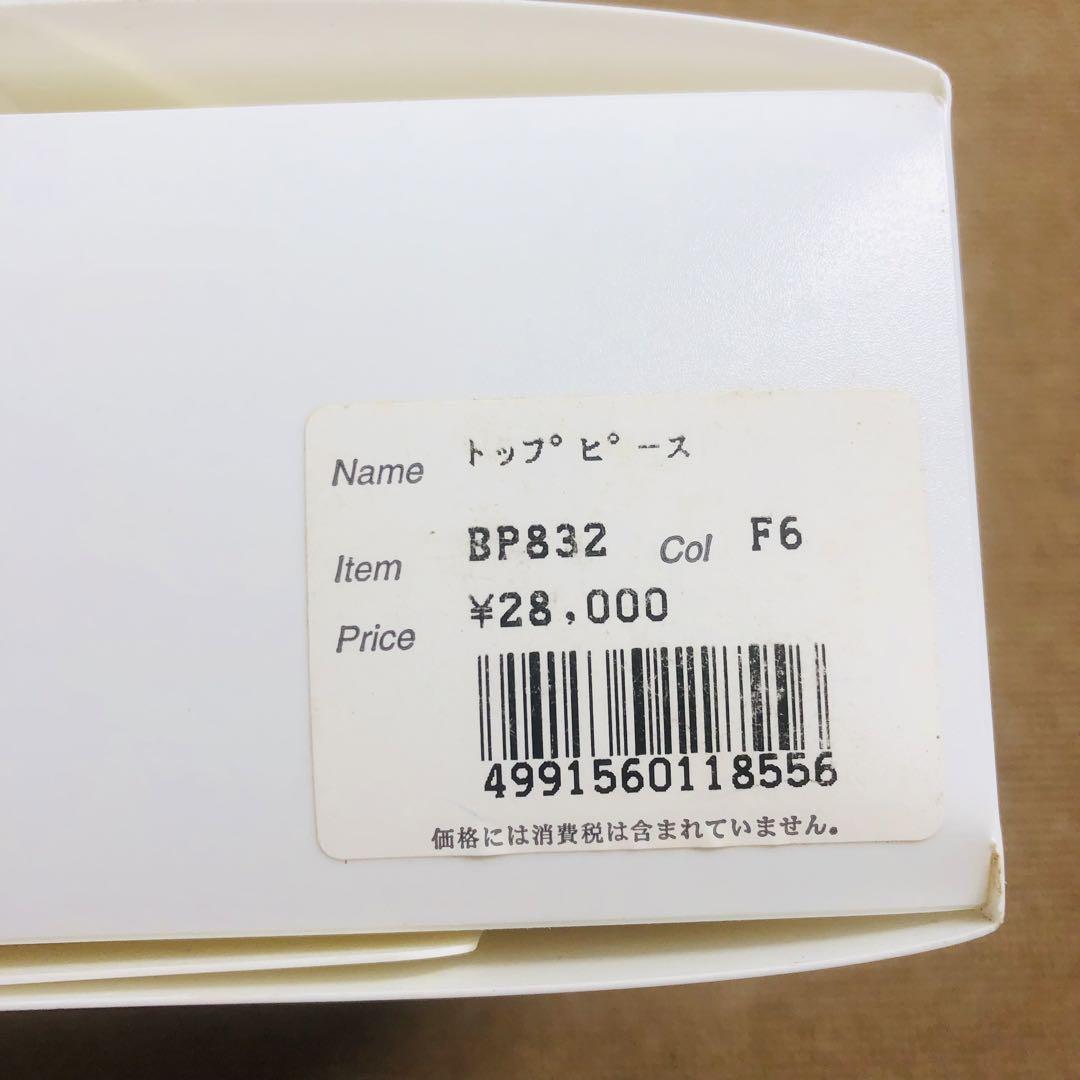 Name トップピース
Item BP832 Col F6
Price ¥28,000
4991560118556
価格には消費税は含まれていません。